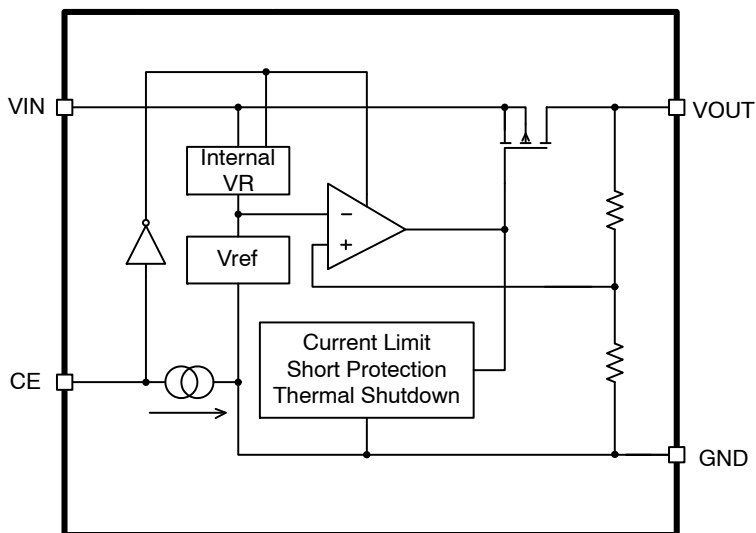 VIN
VOUT
Internal
VR
−
+
Vref
Current Limit
Short Protection
Thermal Shutdown
CE
GND